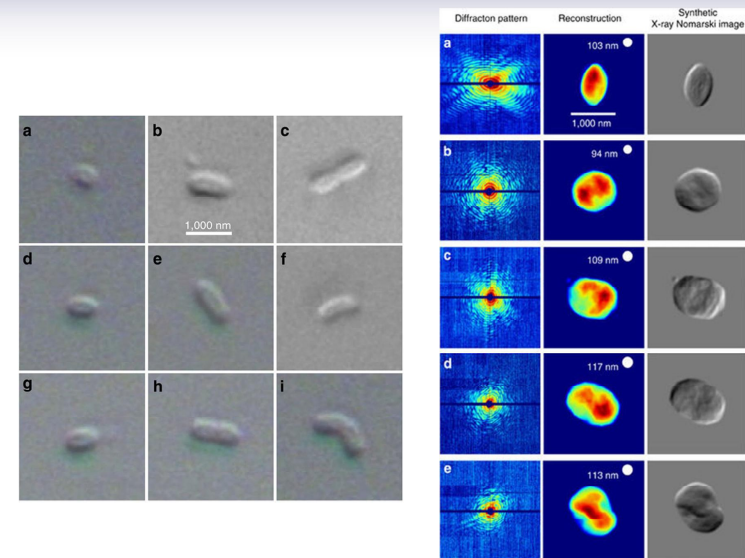 a
b
c
1,000 nm
d
e
f
g
h
i
Diffracton pattern
Reconstruction
Synthetic
X-ray Nomarski image
a
103 nm
1,000 nm
b
94 nm
c
109 nm
d
117 nm
e
113 nm